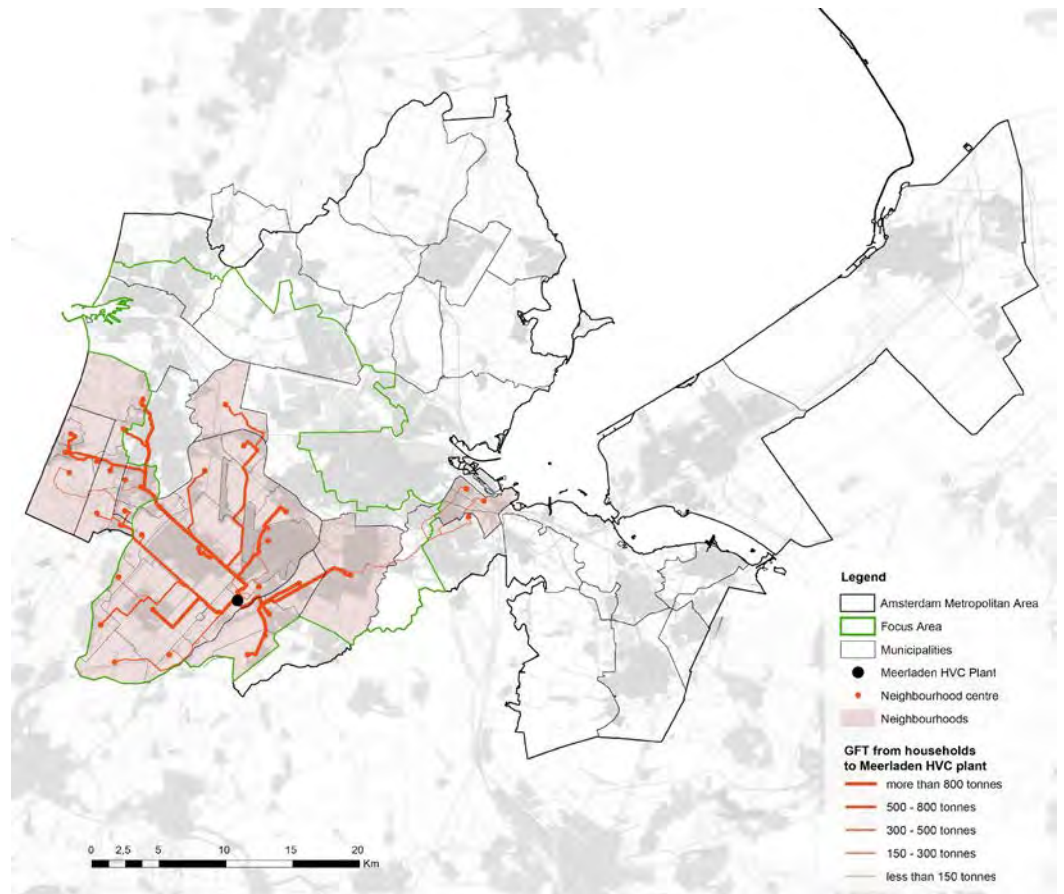 Legend
Amsterdam Metropolitan Area
Focus Area
Municipalities
Meerladen HVC Plant
Neighbourhood centre
Neighbourhoods
GFT from households
to Meerladen HVC plant
more than 800 tonnes
500 - 800 tonnes
300 - 500 tonnes
150 - 300 tonnes
less than 150 tonnes
0 2,5 5 10 15 20
Km